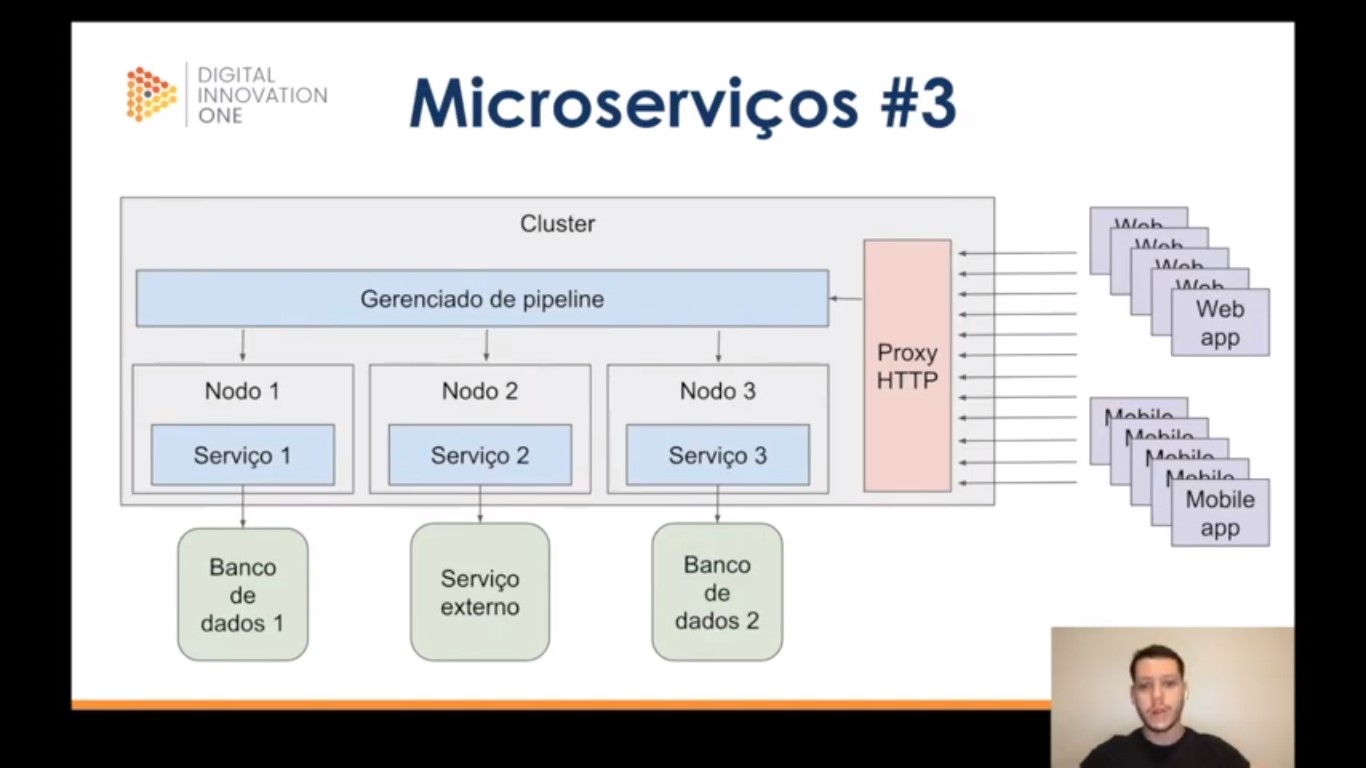 DIGITAL
INNOVATION
ONE
Microserviços #3
Cluster
Gerenciado de pipeline
Proxy
HTTP
Nodo 1
Nodo 2
Nodo 3
Serviço 1
Serviço 2
Serviço 3
Banco
de
dados 1
Serviço
externo
Banco
de
dados 2
Web
Web
Web
Web
Web
app
Mobile
Mobile
Mobile
Mobile
Mobile
app